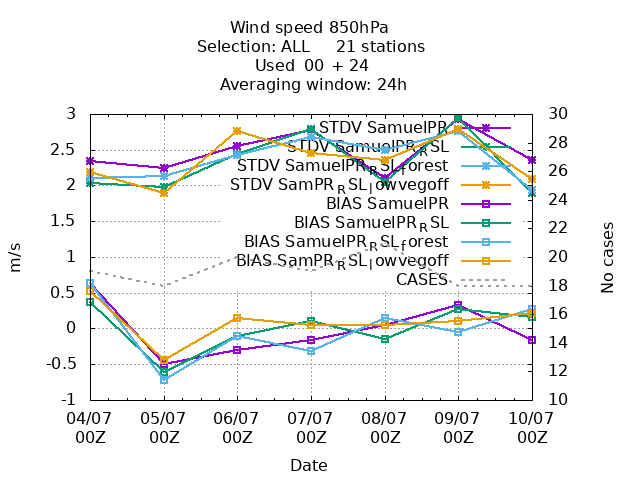 Wind speed 850hPa
Selection: ALL 21 stations
Used 00 + 24
Averaging window: 24h
3
2.5
2
1.5
1
0.5
0
-0.5
-1
m/s
30
28
26
24
22
20
18
16
14
12
10
No cases
STDV SamuelPR
STDV SamuelPR_RSL
STDV SamuelPR_RSL_forest
STDV SamPR_RSL_lowvegoff
BIAS SamuelPR
BIAS SamuelPR_RSL
BIAS SamuelPR_RSL_forest
BIAS SamPR_RSL_lowvegoff
CASES
04/07 05/07 06/07 07/07 08/07 09/07 10/07
00Z 00Z 00Z 00Z 00Z 00Z 00Z
Date